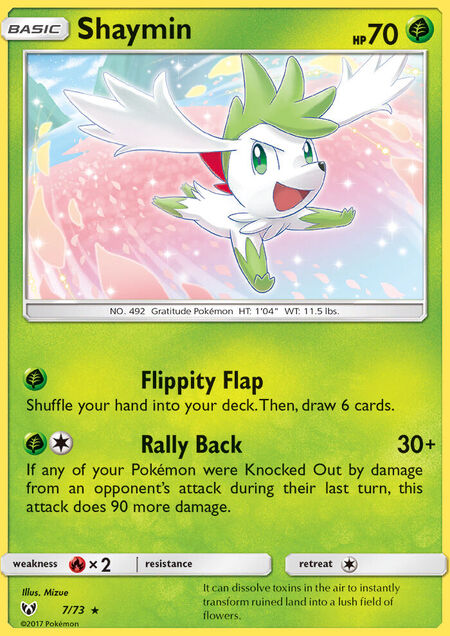 BASIC Shaymin HP 70
NO. 492 Gratitude Pokémon HT: 1'04" WT: 11.5 lbs.
Flippity Flap
Shuffle your hand into your deck. Then, draw 6 cards.
Rally Back 30+
If any of your Pokémon were Knocked Out by damage
from an opponent's attack during their last turn, this
attack does 90 more damage.
weakness ×2 resistance retreat
Illus. Mizue
7/73 ★
©2017 Pokémon
It can dissolve toxins in the air to instantly
transform ruined land into a lush field of
flowers.